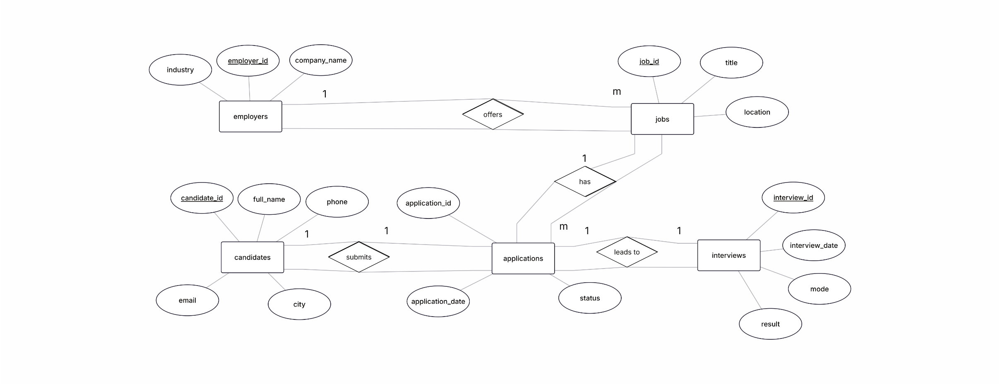 industry
employer_id
company_name
job_id
title
1
m
location
employers
offers
jobs
1
has
candidate_id
full_name
phone
application_id
interview_id
1
1
m
1
1
interview_date
candidates
submits
applications
leads to
interviews
mode
email
city
application_date
status
result